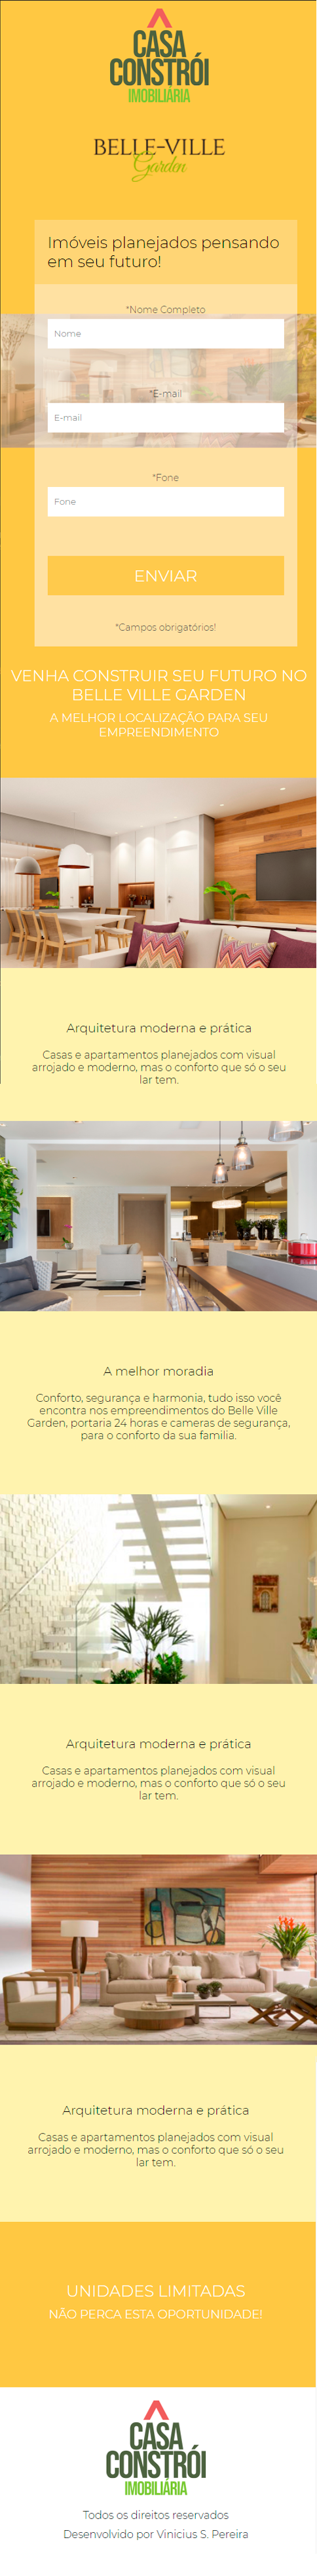 CASA
CONSTRÓI
IMOBILIÁRIA
BELLE-VILLE
Garden
Imóveis planejados pensando
em seu futuro!
*Nome Completo
Nome
*E-mail
E-mail
*Fone
Fone
ENVIAR
*Campos obrigatórios!
VENHA CONSTRUIR SEU FUTURO NO
BELLE VILLE GARDEN
A MELHOR LOCALIZAÇÃO PARA SEU
EMPREENDIMENTO
Arquitetura moderna e prática
Casas e apartamentos planejados com visual
arrojado e moderno, mas o conforto que só o seu
lar tem.
A melhor moradia
Conforto, segurança e harmonia, tudo isso você
encontra nos empreendimentos do Belle Ville
Garden, portaria 24 horas e cameras de segurança,
para o conforto da sua familia.
Arquitetura moderna e prática
Casas e apartamentos planejados com visual
arrojado e moderno, mas o conforto que só o seu
lar tem.
Arquitetura moderna e prática
Casas e apartamentos planejados com visual
arrojado e moderno, mas o conforto que só o seu
lar tem.
UNIDADES LIMITADAS
NÃO PERCA ESTA OPORTUNIDADE!
CASA
CONSTRÓI
IMOBILIÁRIA
Todos os direitos reservados
Desenvolvido por Vinicius S. Pereira